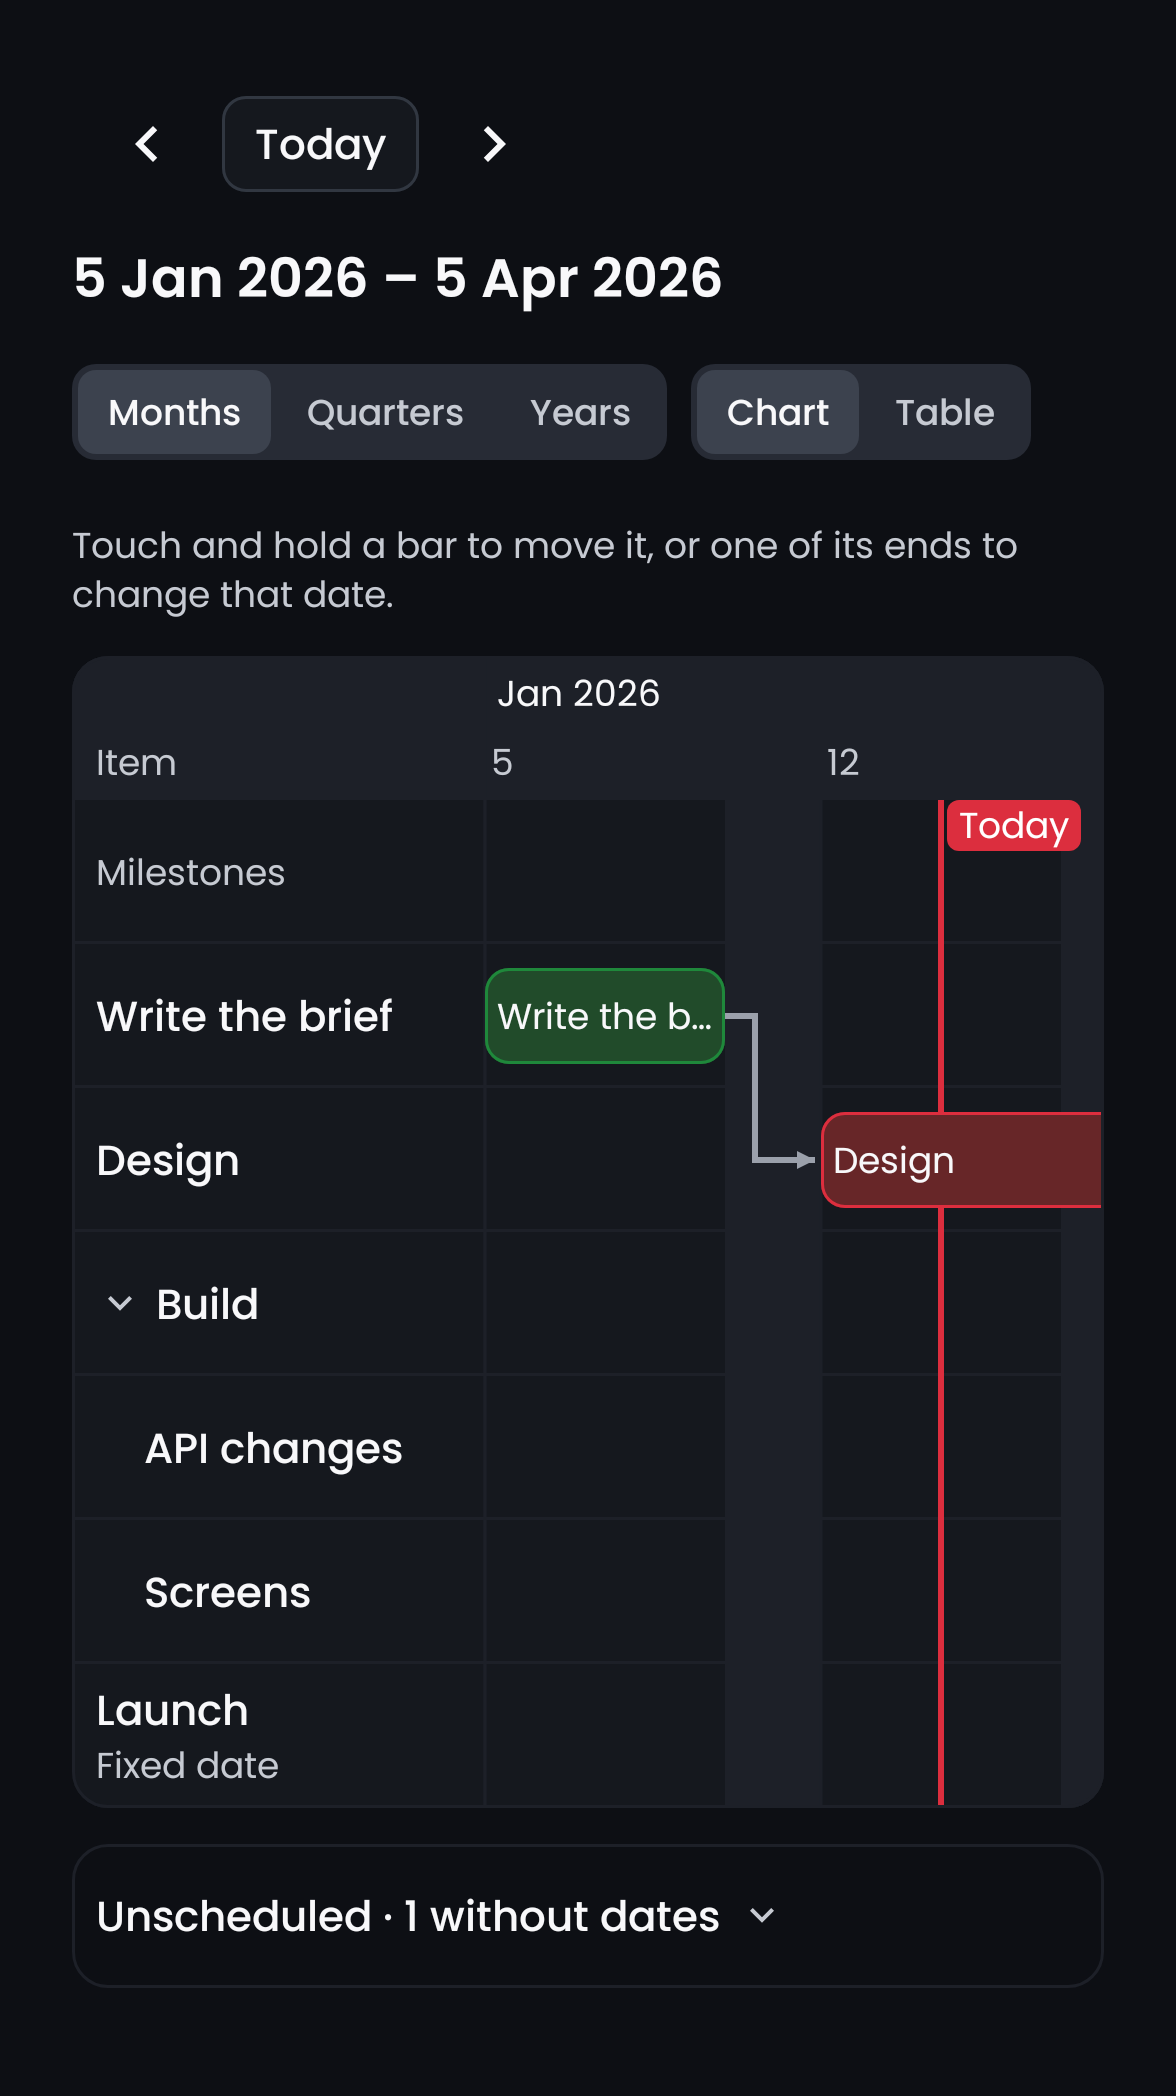 Today
5 Jan 2026 – 5 Apr 2026
Months Quarters Years Chart Table
Touch and hold a bar to move it, or one of its ends to
change that date.
Jan 2026
Item 5 12
Today
Milestones
Write the brief Write the b...
Design Design
Build
API changes
Screens
Launch
Fixed date
Unscheduled · 1 without dates